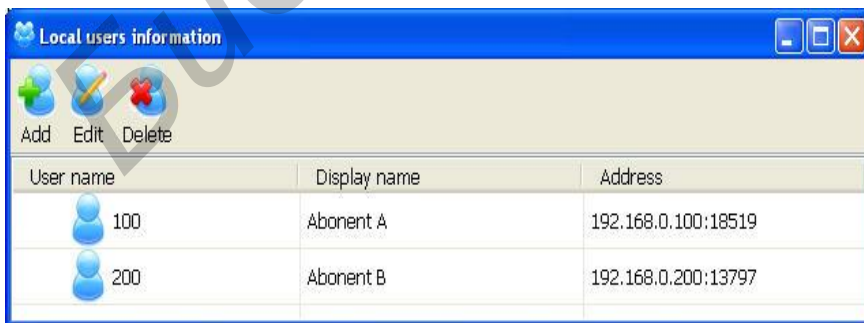 Local users information
Add Edit Delete
User name Display name Address
100 Abonent A 192.168.0.100:18519
200 Abonent B 192.168.0.200:13797